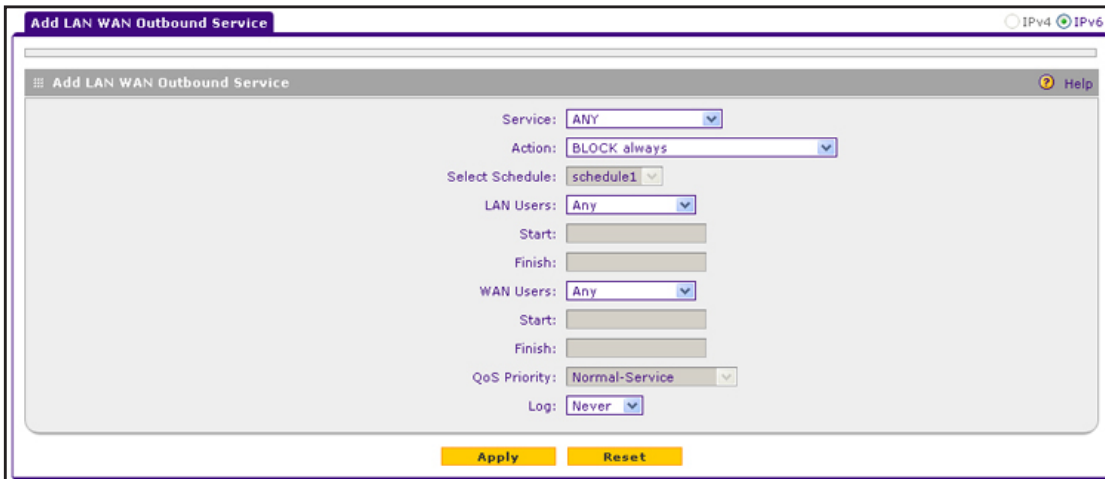 Add LAN WAN Outbound Service
IPv4 IPv6
Add LAN WAN Outbound Service
Help
Service: ANY
Action: BLOCK always
Select Schedule: schedule1
LAN Users: Any
Start:
Finish:
WAN Users: Any
Start:
Finish:
QoS Priority: Normal-Service
Log: Never
Apply Reset